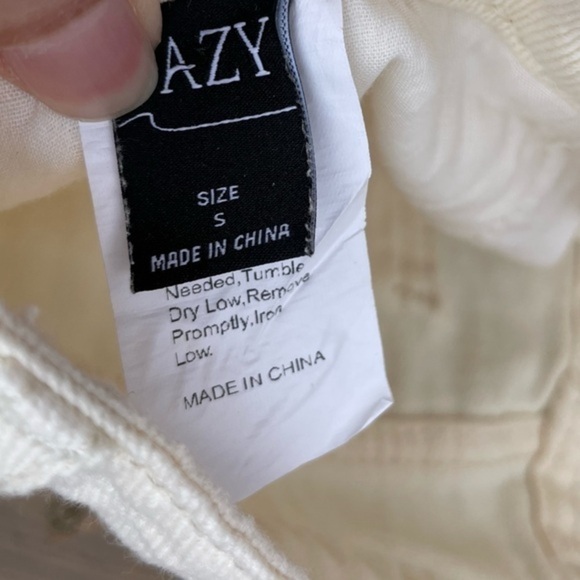 AZY
SIZE
S
MADE IN CHINA
Needed,Tumble
Dry Low,Remove
Promptly.Iron
Low.
MADE IN CHINA